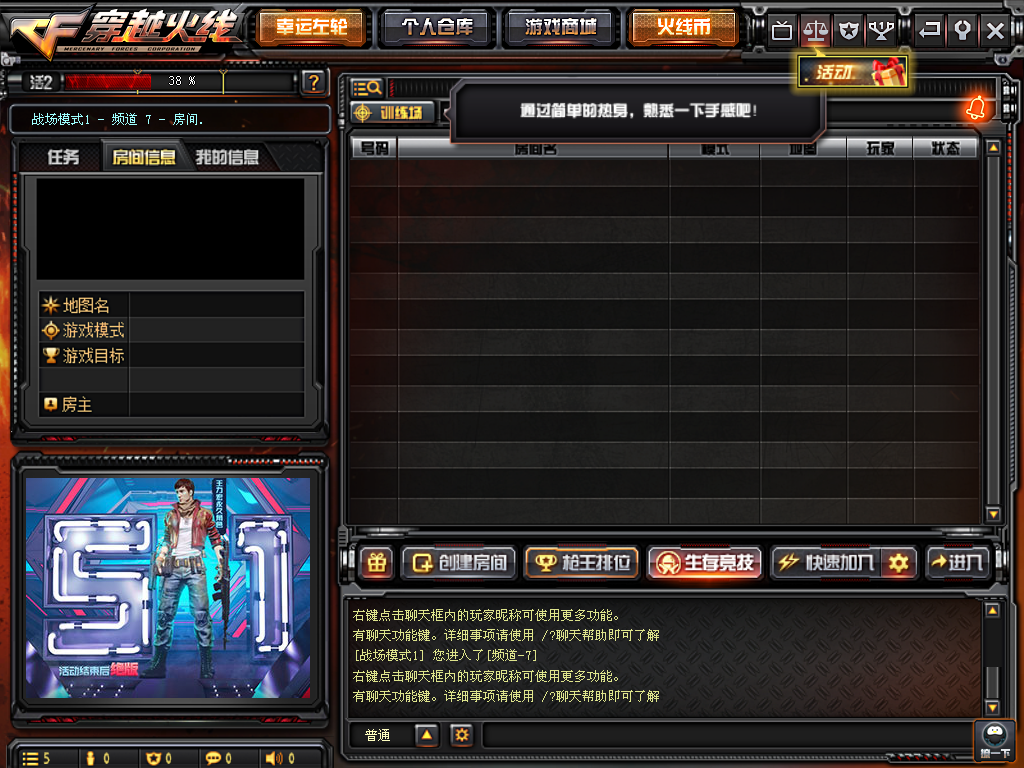 穿越火线
MERCENARY FORCES CORPORATION
幸运左轮
个人仓库
游戏商城
火线币
活动
活2
38 %
?
战场模式1 - 频道 7 - 房间.
任务
房间信息
我的信息
训练场
通过简单的热身，熟悉一下手感吧！
号码
房间名
模式
地图
玩家
状态
地图名
游戏模式
游戏目标
房主
王力宏永久角色
51
活动结束后绝版
创建房间
枪王排位
生存竞技
快速加入
进入
右键点击聊天框内的玩家昵称可使用更多功能。
有聊天功能键。详细事项请使用 /?聊天帮助即可了解
[战场模式1] 您进入了[频道-7]
右键点击聊天框内的玩家昵称可使用更多功能。
有聊天功能键。详细事项请使用 /?聊天帮助即可了解
普通
5
0
0
0
0